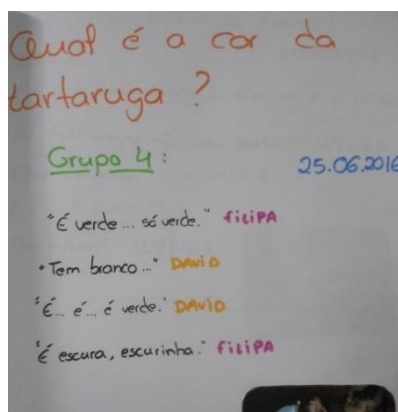 Qual é a cor da
tartaruga ?
Grupo 4 :
25.06.2016
"É verde ... só verde." FiLiPA
"Tem branco ..." DAViD
"É... é... é verde." DAViD
"É escura, escurinha." FiLiPA